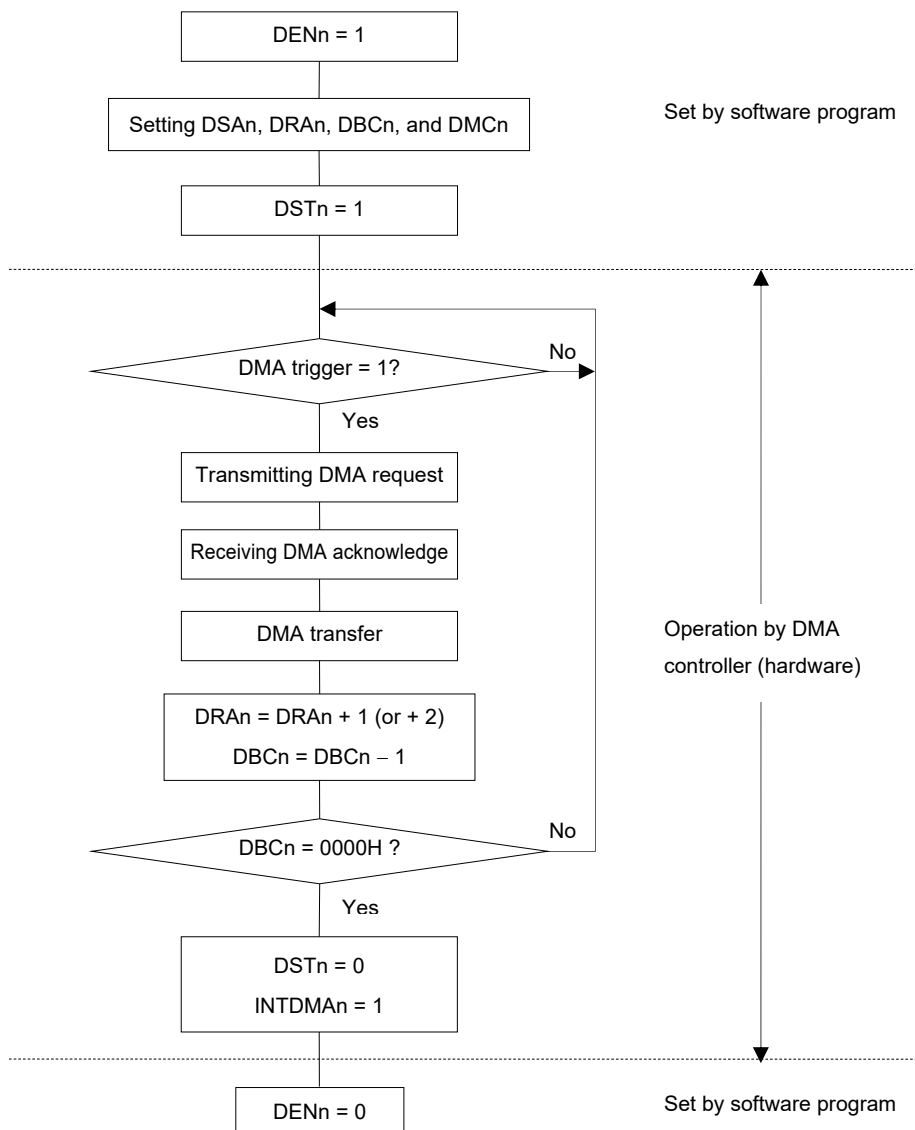 DENn = 1
Setting DSAn, DRAn, DBCn, and DMCn
Set by software program
DSTn = 1
DMA trigger = 1?
No
Yes
Transmitting DMA request
Receiving DMA acknowledge
DMA transfer
Operation by DMA
controller (hardware)
DRAn = DRAn + 1 (or + 2)
DBCn = DBCn − 1
DBCn = 0000H ?
No
Yes
DSTn = 0
INTDMAn = 1
DENn = 0
Set by software program